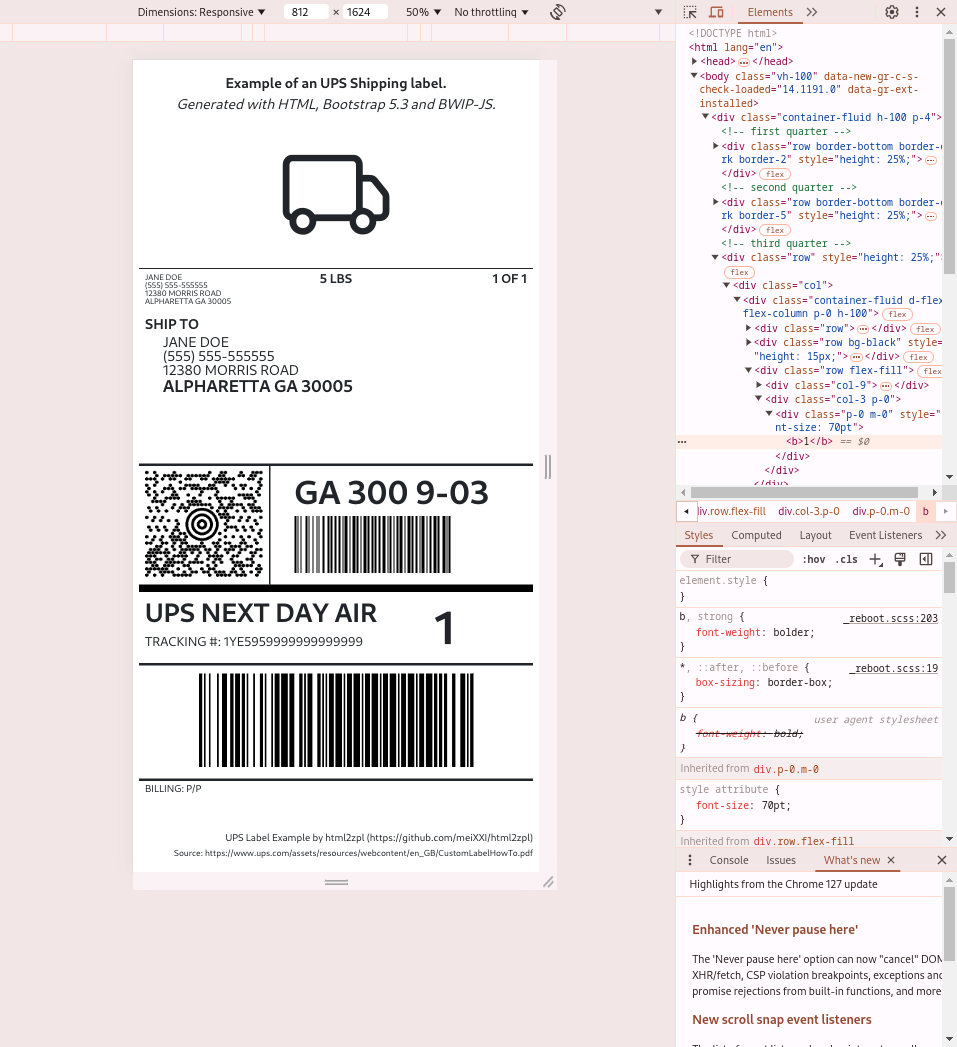 Dimensions: Responsive 812 × 1624 50% No throttling
Elements
Example of an UPS Shipping label.
Generated with HTML, Bootstrap 5.3 and BWIP-JS.
JANE DOE
(555) 555-555555
12380 MORRIS ROAD
ALPHARETTA GA 30005
5 LBS
1 OF 1
SHIP TO
JANE DOE
(555) 555-555555
12380 MORRIS ROAD
ALPHARETTA GA 30005
GA 300 9-03
UPS NEXT DAY AIR
TRACKING #: 1YE5959999999999999
1
BILLING: P/P
UPS Label Example by html2zpl (https://github.com/meiXXI/html2zpl)
Source: https://www.ups.com/assets/resources/webcontent/en_GB/CustomLabelHowTo.pdf
<!DOCTYPE html>
<html lang="en">
<head> </head>
<body class="vh-100" data-new-gr-c-s-
check-loaded="14.1191.0" data-gr-ext-
installed>
<div class="container-fluid h-100 p-4">
<!-- first quarter -->
<div class="row border-bottom border-
rk border-2" style="height: 25%;">
</div> flex
<!-- second quarter -->
<div class="row border-bottom border-
rk border-5" style="height: 25%;">
</div> flex
<!-- third quarter -->
<div class="row" style="height: 25%;"
flex
<div class="col">
<div class="container-fluid d-flex
flex-column p-0 h-100"> flex
<div class="row"> </div> flex
<div class="row bg-black" style=
"height: 15px;"> </div> flex
<div class="row flex-fill"> flex
<div class="col-9"> </div>
<div class="col-3 p-0">
<div class="p-0 m-0" style="
nt-size: 70pt">
<b>1</b> == $0
</div>
</div>
</div>
div.row.flex-fill div.col-3.p-0 div.p-0.m-0 b
Styles Computed Layout Event Listeners
Filter :hov .cls
element.style {
}
b, strong { _reboot.scss:203
font-weight: bolder;
}
*, ::after, ::before { _reboot.scss:19
box-sizing: border-box;
}
b { user agent stylesheet
font-weight: bold;
}
Inherited from div.p-0.m-0
style attribute {
font-size: 70pt;
}
Inherited from div.row.flex-fill
Console Issues What's new
Highlights from the Chrome 127 update
Enhanced 'Never pause here'
The 'Never pause here' option can now "cancel" DOM
XHR/fetch, CSP violation breakpoints, exceptions and
promise rejections from built-in functions, and more
New scroll snap event listeners